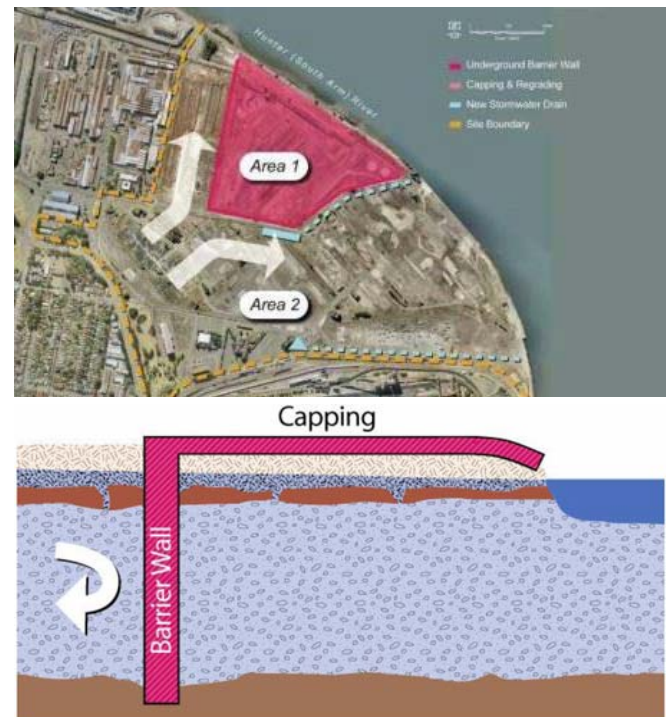 Hunter (South Arm) River
Underground Barrier Wall
Capping & Regrading
New Stormwater Drain
Site Boundary
Area 1
Area 2
Capping
Barrier Wall